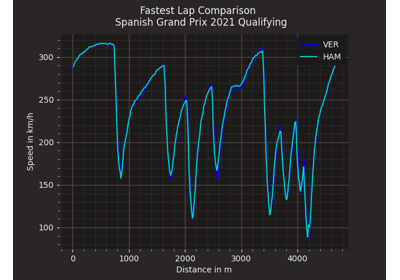 Fastest Lap Comparison
Spanish Grand Prix 2021 Qualifying
VER
HAM
300
250
200
150
100
Speed in km/h
0
1000
2000
3000
4000
Distance in m